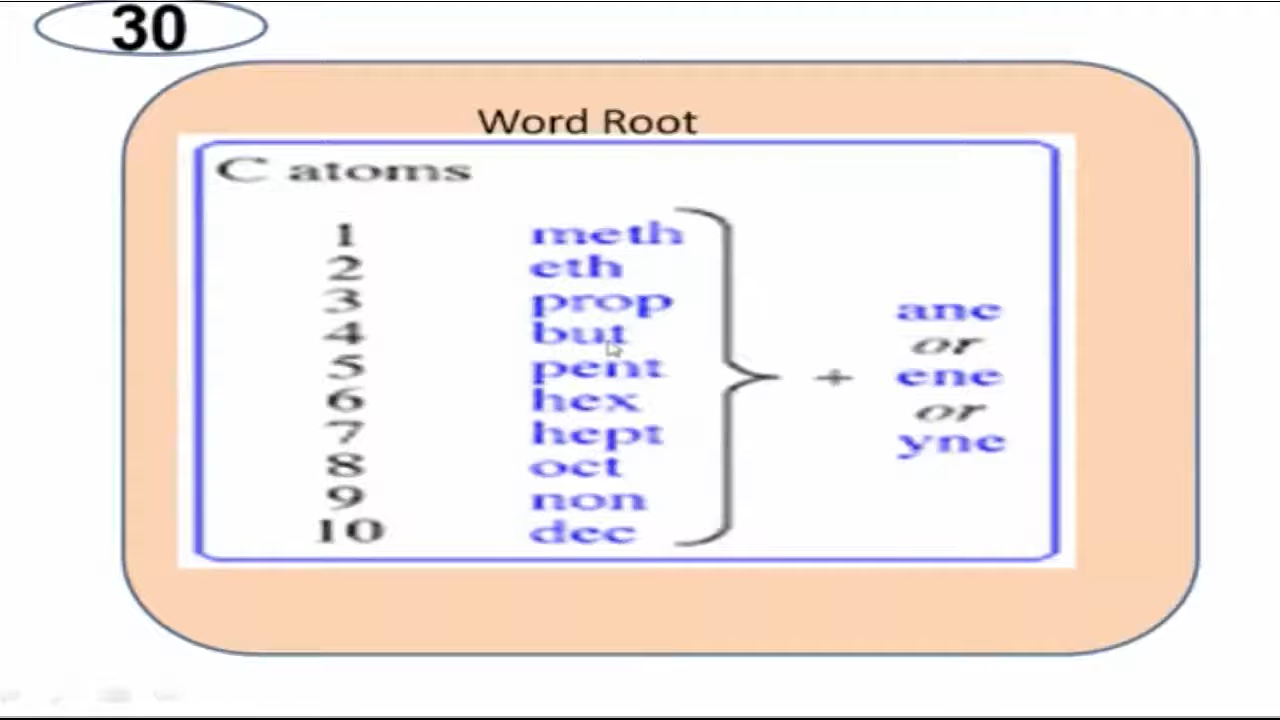 30
Word Root
C atoms
1 meth
2 eth
3 prop
4 but
5 pent
6 hex
7 hept
8 oct
9 non
10 dec
+
ane
or
ene
or
yne